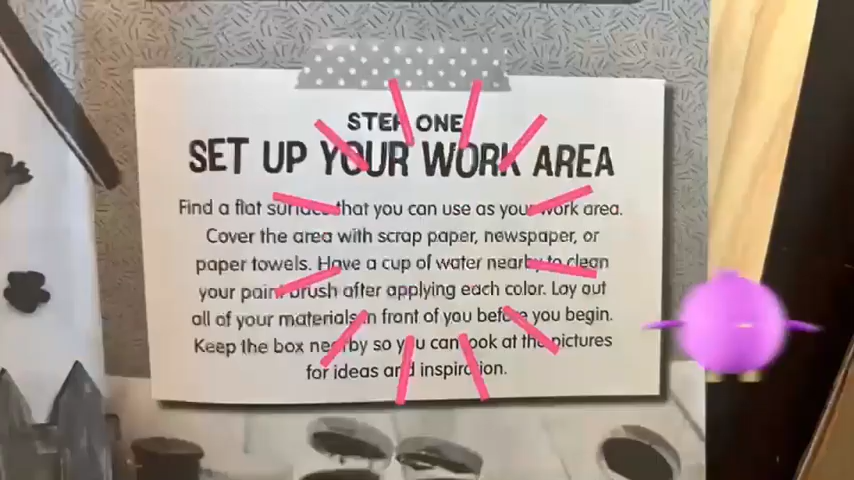 STEP ONE
SET UP YOUR WORK AREA
Find a flat surface that you can use as your work area.
Cover the area with scrap paper, newspaper, or
paper towels. Have a cup of water nearby to clean
your paint brush after applying each color. Lay out
all of your materials in front of you before you begin.
Keep the box nearby so you can look at the pictures
for ideas and inspiration.